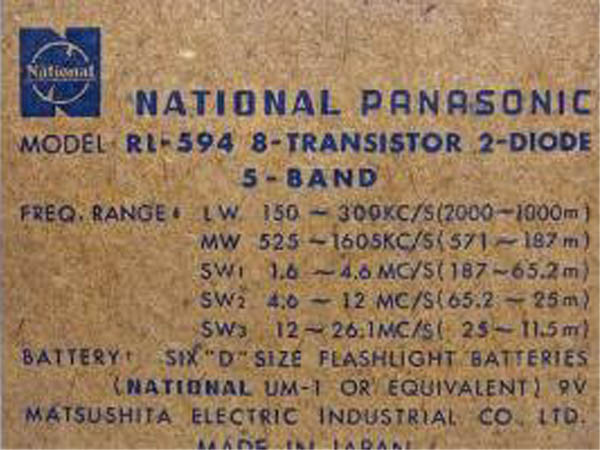 National
NATIONAL PANASONIC
MODEL RL-594 8-TRANSISTOR 2-DIODE
5-BAND
FREQ. RANGE: LW 150 ~ 300KC/S(2000~1000m)
MW 525 ~ 1605KC/S(571 ~ 187m)
SW1 1.6 ~ 4.6 MC/S(187~65.2m)
SW2 4.6 ~ 12 MC/S(65.2 ~ 25m)
SW3 12 ~ 26.1MC/S( 25 ~ 11.5m)
BATTERY: SIX "D" SIZE FLASHLIGHT BATTERIES
(NATIONAL UM-1 OR EQUIVALENT) 9V
MATSUSHITA ELECTRIC INDUSTRIAL CO., LTD.
MADE IN JAPAN